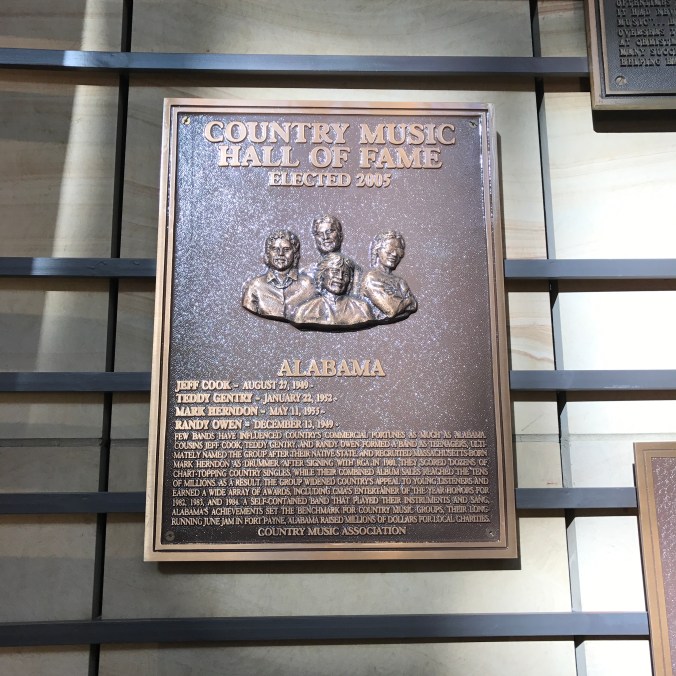 COUNTRY MUSIC
HALL OF FAME
ELECTED 2005
ALABAMA
JEFF COOK - AUGUST 27, 1949 -
TEDDY GENTRY - JANUARY 22, 1952 -
MARK HERNDON - MAY 11, 1955 -
RANDY OWEN - DECEMBER 13, 1949 -
FEW BANDS HAVE INFLUENCED COUNTRY'S COMMERCIAL FORTUNES AS MUCH AS ALABAMA.
COUSINS JEFF COOK, TEDDY GENTRY, AND RANDY OWEN FORMED A BAND AS TEENAGERS, ULTI-
MATELY NAMED THE GROUP AFTER THEIR NATIVE STATE, AND RECRUITED MASSACHUSETTS-BORN
MARK HERNDON AS DRUMMER. AFTER SIGNING WITH RCA IN 1980, THEY SCORED DOZENS OF
CHART-TOPPING COUNTRY SINGLES, WHILE THEIR COMBINED ALBUM SALES REACHED THE TENS
OF MILLIONS. AS A RESULT, THE GROUP WIDENED COUNTRY'S APPEAL TO YOUNG LISTENERS AND
EARNED A WIDE ARRAY OF AWARDS, INCLUDING CMA'S ENTERTAINER OF THE YEAR HONORS FOR
1982, 1983, AND 1984. A SELF-CONTAINED BAND THAT PLAYED THEIR INSTRUMENTS AND SANG,
ALABAMA'S ACHIEVEMENTS SET THE BENCHMARK FOR COUNTRY MUSIC GROUPS. THEIR LONG-
RUNNING JUNE JAM IN FORT PAYNE, ALABAMA RAISED MILLIONS OF DOLLARS FOR LOCAL CHARITIES.
COUNTRY MUSIC ASSOCIATION